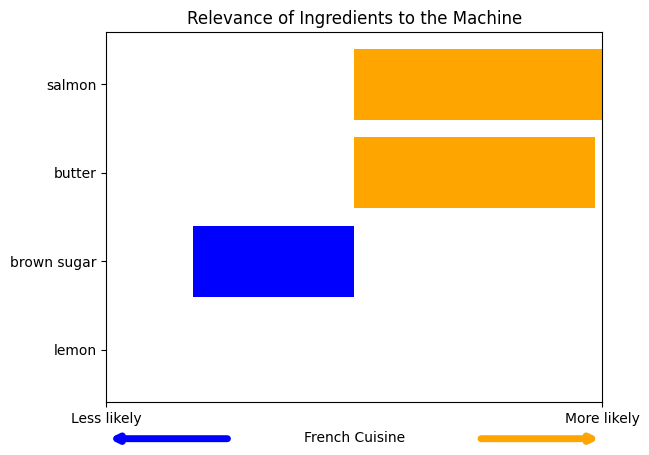 Relevance of Ingredients to the Machine
salmon
butter
brown sugar
lemon
Less likely
More likely
French Cuisine